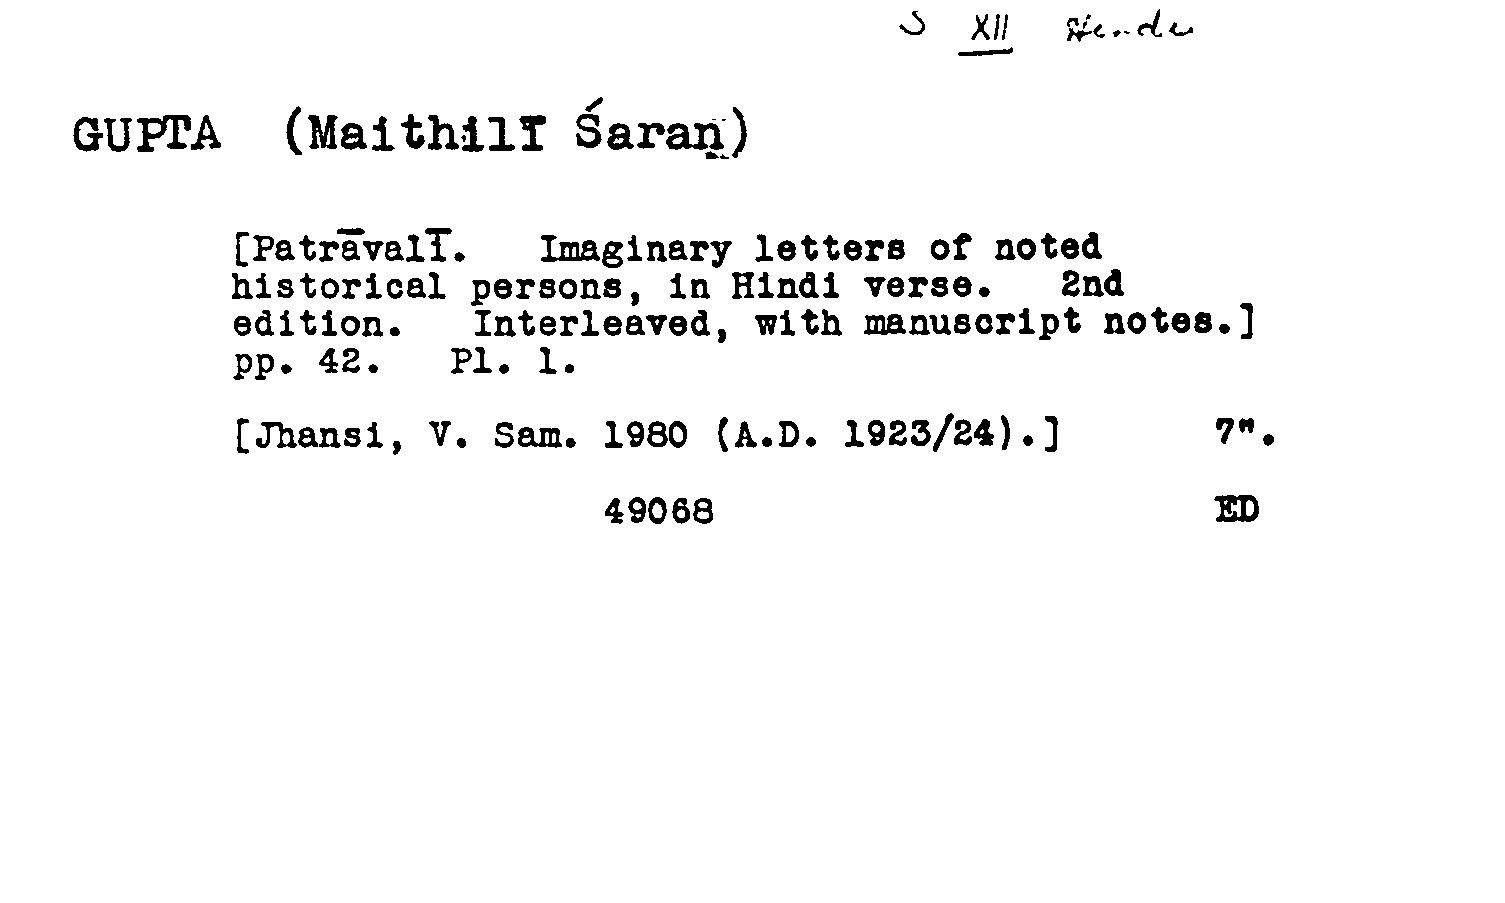 S XII Hindi
GUPTA (Maithilī Śaraṇ)
[Patrāvalī. Imaginary letters of noted
historical persons, in Hindi verse. 2nd
edition. Interleaved, with manuscript notes.]
pp. 42. Pl. 1.
[Jhansi, V. Sam. 1980 (A.D. 1923/24).] 7".
49068 ED